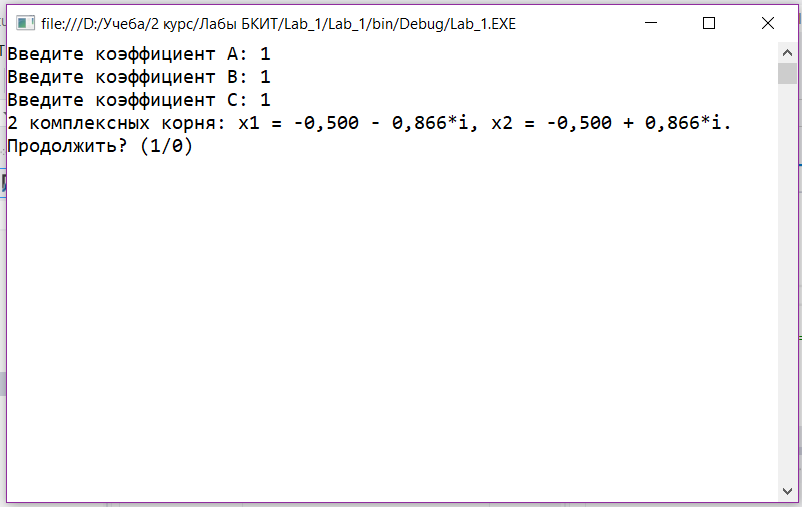 file:///D:/Учеба/2 курс/Лабы БКИТ/Lab_1/Lab_1/bin/Debug/Lab_1.EXE
Введите коэффициент A: 1
Введите коэффициент B: 1
Введите коэффициент C: 1
2 комплексных корня: x1 = -0,500 - 0,866*i, x2 = -0,500 + 0,866*i.
Продолжить? (1/0)